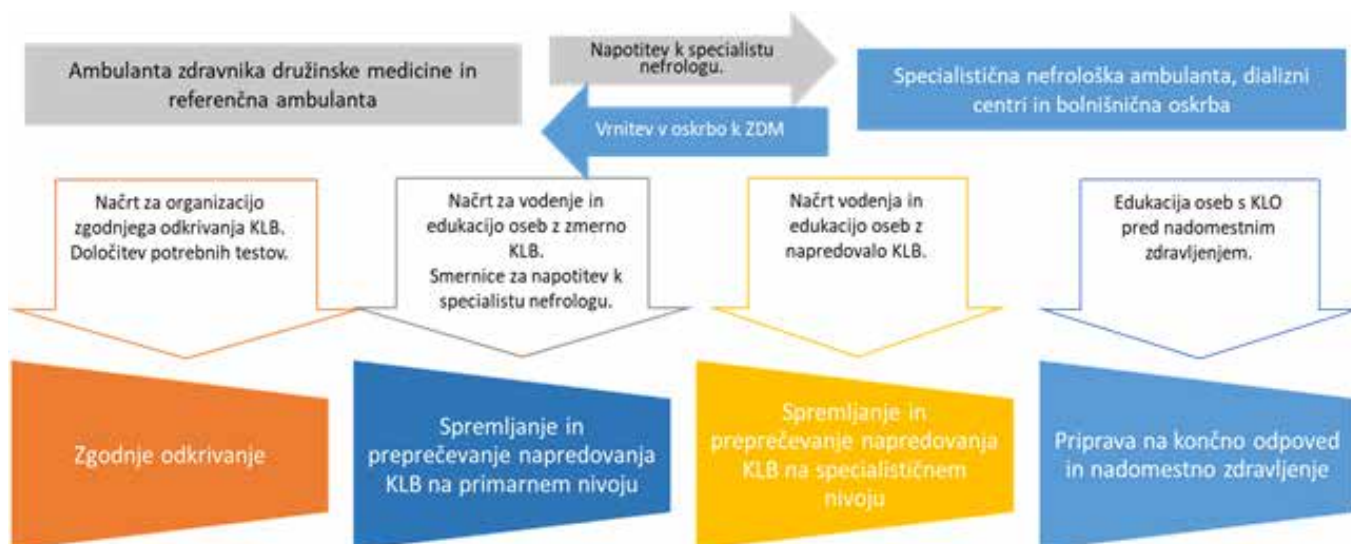 Ambulanta zdravnika družinske medicine in
referenčna ambulanta
Napotitev k specialistu
nefrologu.
Vrnitev v oskrbo k ZDM
Specialistična nefrološka ambulanta, dializni
centri in bolnišnična oskrba
Načrt za organizacijo
zgodnjega odkrivanja KLB.
Določitev potrebnih testov.
Načrt za vodenje in
edukacijo oseb z zmerno
KLB.
Smernice za napotitev k
specialistu nefrologu.
Načrt vodenja in
edukacijo oseb z
napredovalo KLB.
Edukacija oseb s KLO
pred nadomestnim
zdravljenjem.
Zgodnje odkrivanje
Spremljanje in
preprečevanje napredovanja
KLB na primarnem nivoju
Spremljanje in
preprečevanje napredovanja
KLB na specialističnem
nivoju
Priprava na končno odpoved
in nadomestno zdravljenje